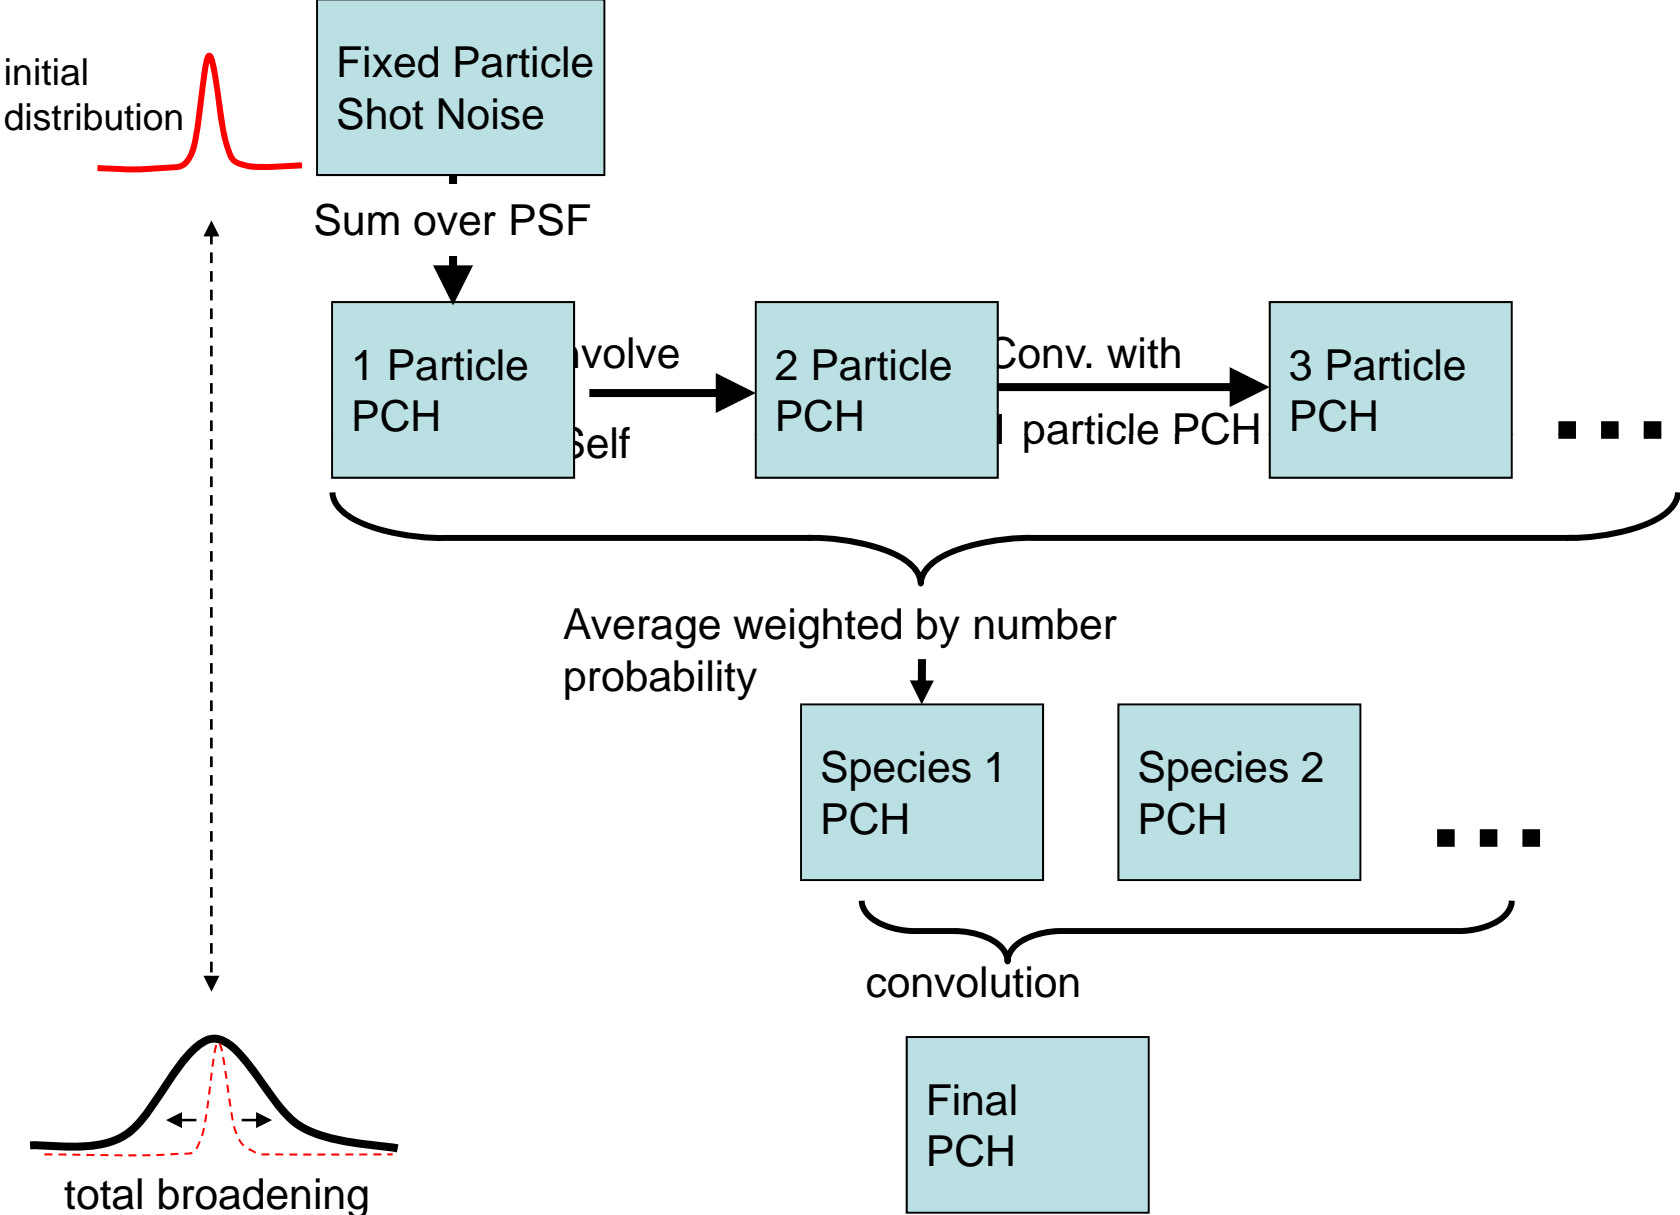 initial
distribution
Fixed Particle
Shot Noise
Sum over PSF
1 Particle
PCH
nvolve
Self
2 Particle
PCH
Conv. with
1 particle PCH
3 Particle
PCH
Average weighted by number
probability
Species 1
PCH
Species 2
PCH
convolution
Final
PCH
total broadening